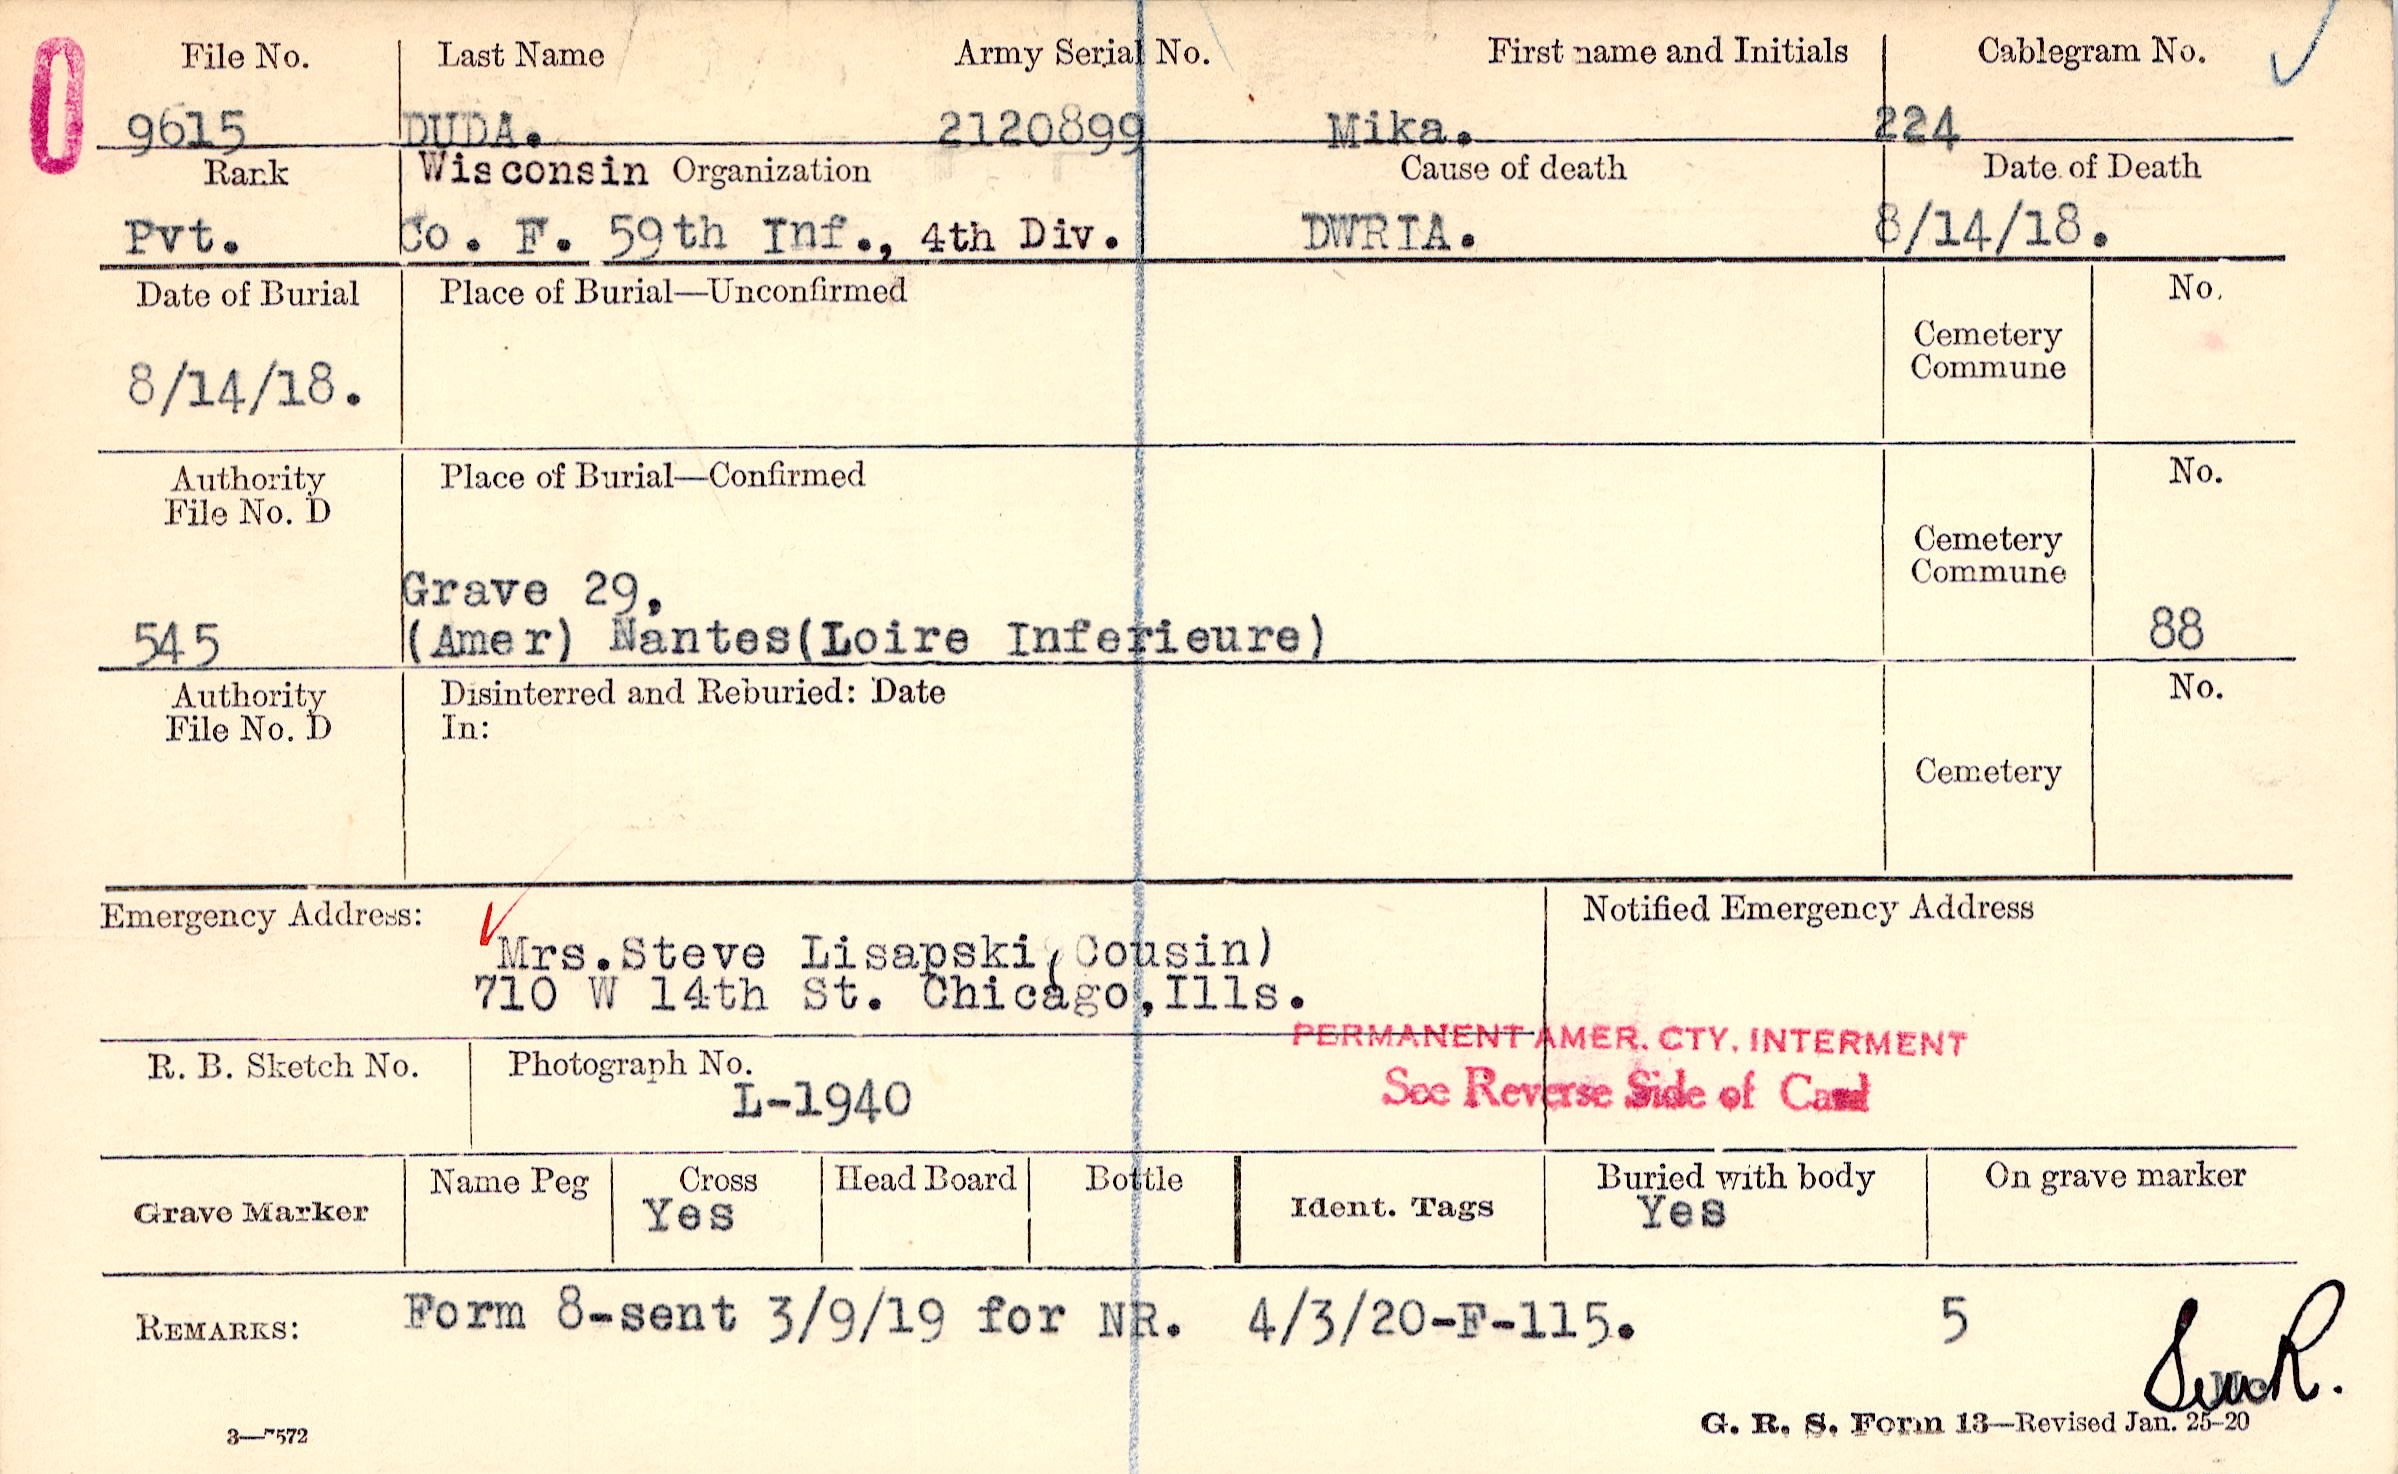 File No. Last Name Army Serial No. First name and Initials Cablegram No.
9615 DUDA. 2120899 Mika. 224
Rank Wisconsin Organization Cause of death Date of Death
Pvt. Co. F. 59th Inf., 4th Div. DWRIA. 8/14/18.
Date of Burial Place of Burial—Unconfirmed No.
Cemetery
Commune
8/14/18.
Authority Place of Burial—Confirmed No.
File No. D
Cemetery
Commune
Grave 29,
545 (Amer) Nantes(Loire Inferieure) 88
Authority Disinterred and Reburied: Date No.
File No. D In:
Cemetery
Emergency Address: Notified Emergency Address
Mrs.Steve Lisapski(Cousin)
710 W 14th St. Chicago,Ills.
PERMANENT AMER. CTY. INTERMENT
R. B. Sketch No. Photograph No.
L-1940
See Reverse Side of Card
Grave Marker Name Peg Cross Head Board Bottle Ident. Tags Buried with body On grave marker
Yes Yes
REMARKS: Form 8-sent 3/9/19 for NR. 4/3/20-F-115. 5
3—7572 G. R. S. Form 13—Revised Jan. 25-20